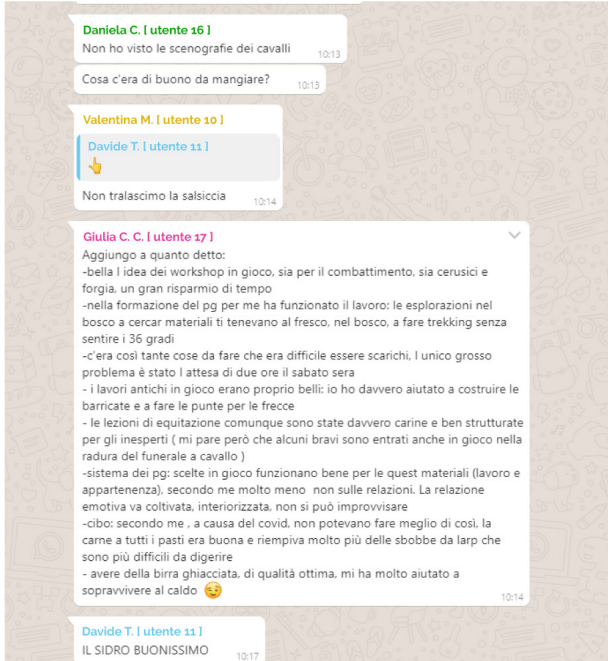 Daniela C. [ utente 16 ]
Non ho visto le scenografie dei cavalli
10:13
Cosa c'era di buono da mangiare?
10:13
Valentina M. [ utente 10 ]
Davide T. [ utente 11 ]
👆
Non tralascimo la salsiccia
10:14
Giulia C. C. [ utente 17 ]
Aggiungo a quanto detto:
-bella l idea dei workshop in gioco, sia per il combattimento, sia cerusici e
forgia, un gran risparmio di tempo
-nella formazione del pg per me ha funzionato il lavoro: le esplorazioni nel
bosco a cercar materiali ti tenevano al fresco, nel bosco, a fare trekking senza
sentire i 36 gradi
-c'era così tante cose da fare che era difficile essere scarichi, l unico grosso
problema è stato l attesa di due ore il sabato sera
- i lavori antichi in gioco erano proprio belli: io ho davvero aiutato a costruire le
barricate e a fare le punte per le frecce
- le lezioni di equitazione comunque sono state davvero carine e ben strutturate
per gli inesperti ( mi pare però che alcuni bravi sono entrati anche in gioco nella
radura del funerale a cavallo )
-sistema dei pg: scelte in gioco funzionano bene per le quest materiali (lavoro e
appartenenza), secondo me molto meno  non sulle relazioni. La relazione
emotiva va coltivata, interiorizzata, non si può improvvisare
-cibo: secondo me , a causa del covid, non potevano fare meglio di così, la
carne a tutti i pasti era buona e riempiva molto più delle sbobbe da larp che
sono più difficili da digerire
- avere della birra ghiacciata, di qualità ottima, mi ha molto aiutato a
sopravvivere al caldo 😉
10:14
Davide T. [ utente 11 ]
IL SIDRO BUONISSIMO
10:17